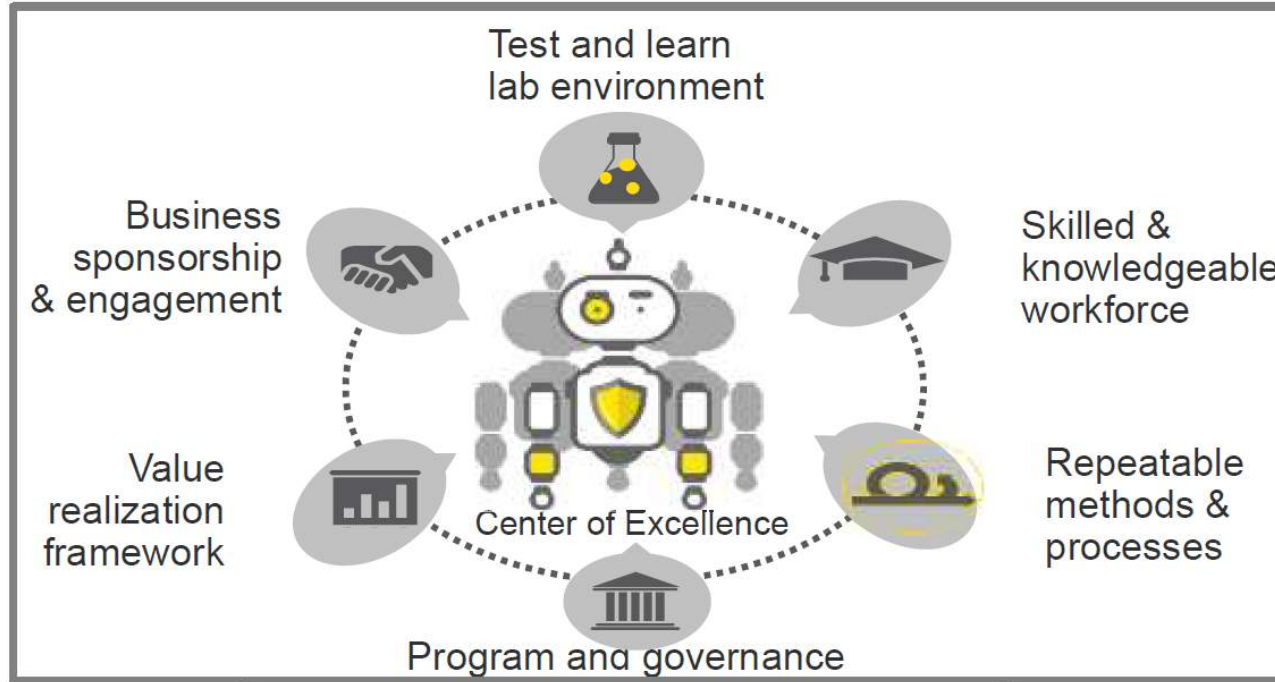 Test and learn
lab environment
Business
sponsorship
& engagement
Skilled &
knowledgeable
workforce
Value
realization
framework
Center of Excellence
Repeatable
methods &
processes
Program and governance